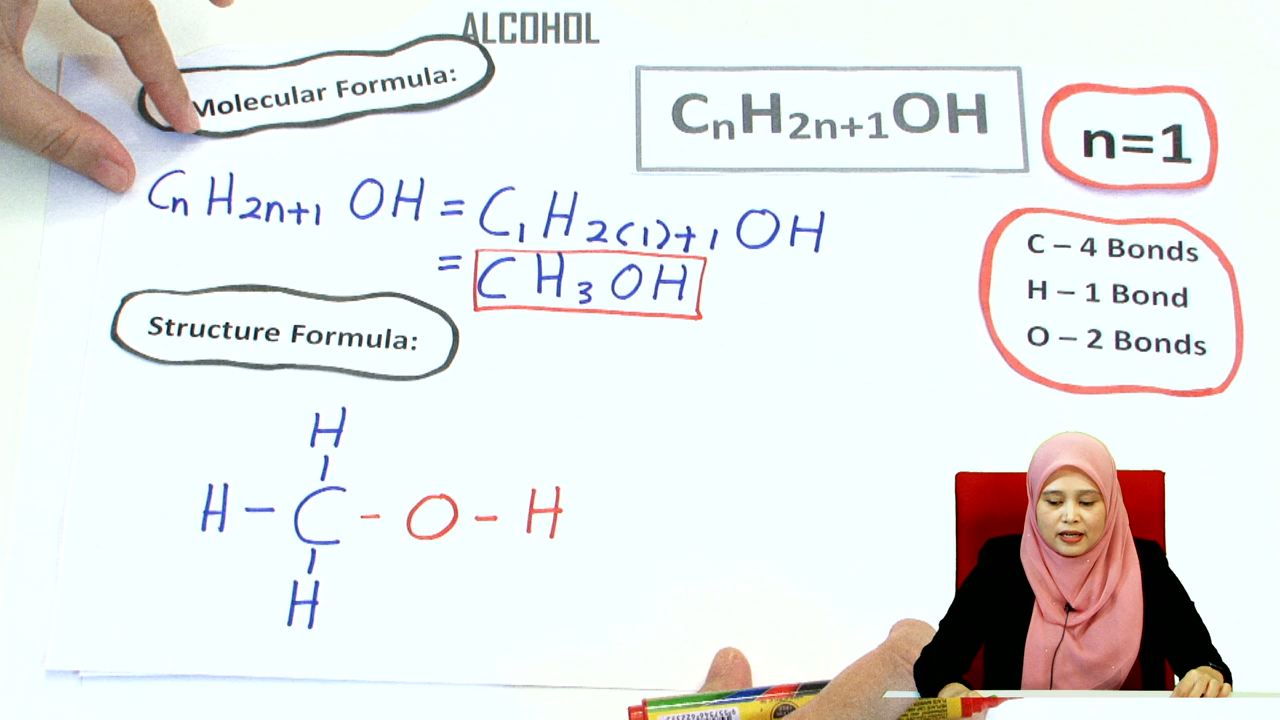 ALCOHOL
Molecular Formula:
CnH2n+1OH
n=1
CnH2n+1 OH = C1H2(1)+1 OH
= CH3OH
C – 4 Bonds
H – 1 Bond
O – 2 Bonds
Structure Formula:
H
H – C – O – H
H